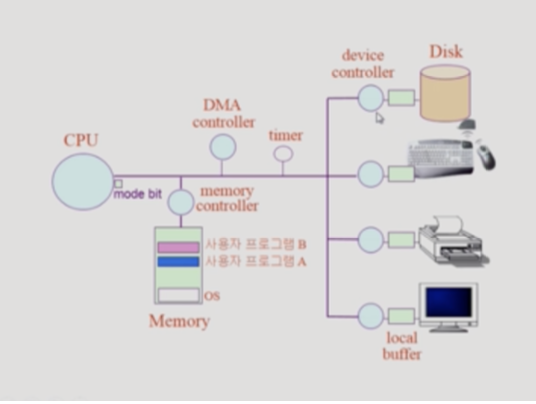 Disk
device
controller
DMA
controller
timer
CPU
mode bit
memory
controller
사용자 프로그램 B
사용자 프로그램 A
OS
Memory
local
buffer